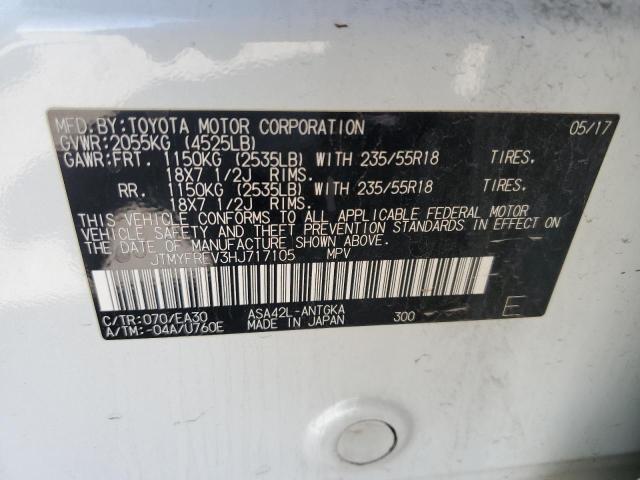 MFD.BY:TOYOTA MOTOR CORPORATION 05/17
GVWR:2055KG (4525LB)
GAWR:FRT. 1150KG (2535LB) WITH 235/55R18 TIRES.
18X7 1/2J RIMS.
RR. 1150KG (2535LB) WITH 235/55R18 TIRES.
18X7 1/2J RIMS.
THIS VEHICLE CONFORMS TO ALL APPLICABLE FEDERAL MOTOR
VEHICLE SAFETY AND THEFT PREVENTION STANDARDS IN EFFECT ON
THE DATE OF MANUFACTURE SHOWN ABOVE.
JTMYFREV3HJ717105 MPV
C/TR:070/EA30 ASA42L-ANTGKA 300 E
A/TM:-04A/U760E MADE IN JAPAN